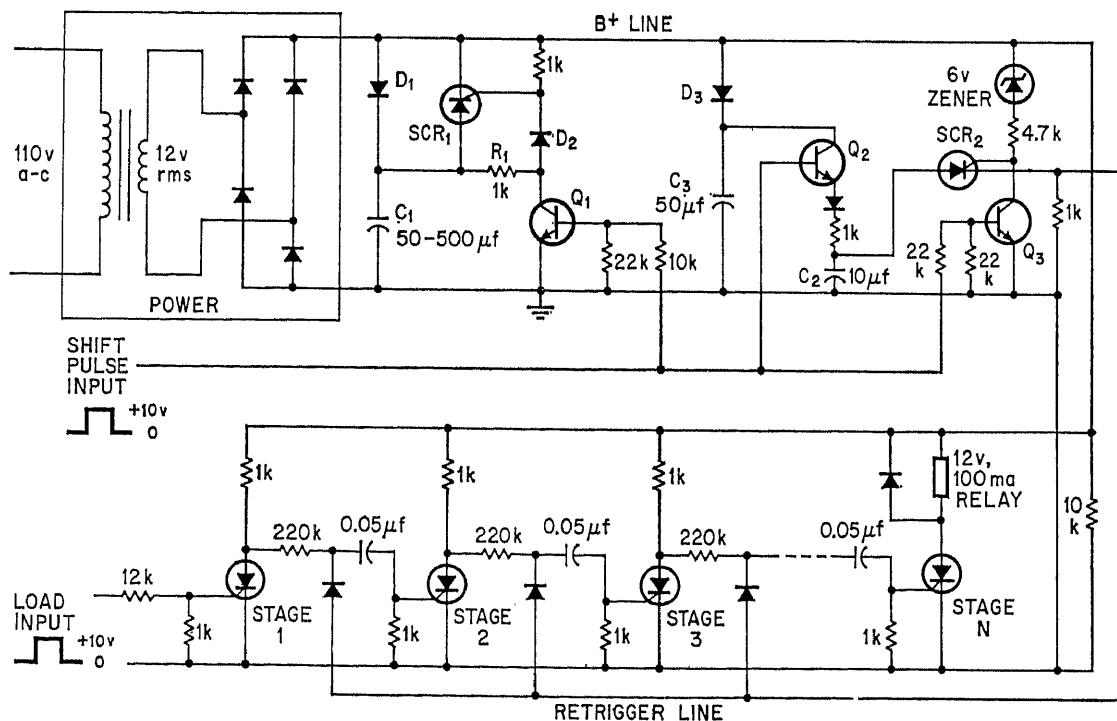 B+ LINE
110v
a-c
12v
rms
POWER
D1
SCR1
1k
D2
R1
1k
C1
50-500µf
Q1
22k
10k
D3
C3
50µf
Q2
1k
C2
10µf
6v
ZENER
4.7k
SCR2
Q3
22
k
22
k
1k
SHIFT
PULSE
INPUT
+10v
0
1k
1k
1k
12v,
100ma
RELAY
10
k
220k
0.05µf
220k
0.05µf
220k
0.05µf
12k
LOAD
INPUT
+10v
0
1k
STAGE
1
1k
STAGE
2
1k
STAGE
3
1k
STAGE
N
RETRIGGER LINE